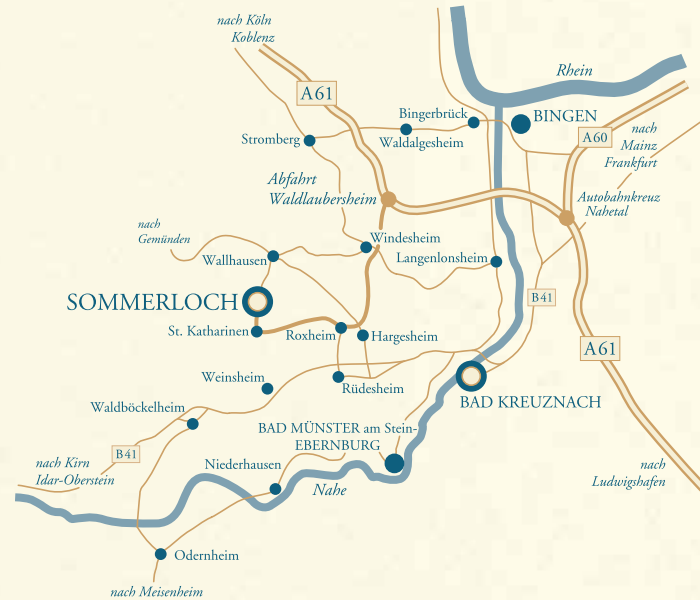 nach Köln
Koblenz
A61
Rhein
Bingerbrück
BINGEN
Stromberg
Waldalgesheim
A60
nach
Mainz
Frankfurt
Abfahrt
Waldlaubersheim
Autobahnkreuz
Nahetal
nach
Gemünden
Windesheim
Wallhausen
Langenlonsheim
SOMMERLOCH
B41
St. Katharinen
Roxheim
Hargesheim
A61
Weinsheim
Rüdesheim
Waldböckelheim
BAD KREUZNACH
BAD MÜNSTER am Stein-
EBERNBURG
B41
nach Kirn
Idar-Oberstein
Niederhausen
nach
Ludwigshafen
Nahe
Odernheim
nach Meisenheim